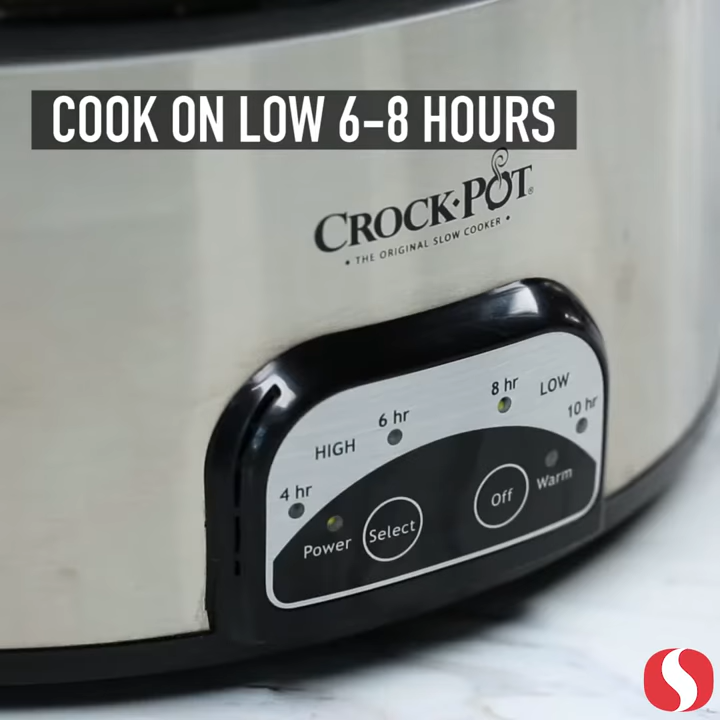 COOK ON LOW 6-8 HOURS
CROCK·POT®
• THE ORIGINAL SLOW COOKER •
8 hr
LOW
6 hr
10 hr
HIGH
4 hr
Off
Warm
Select
Power